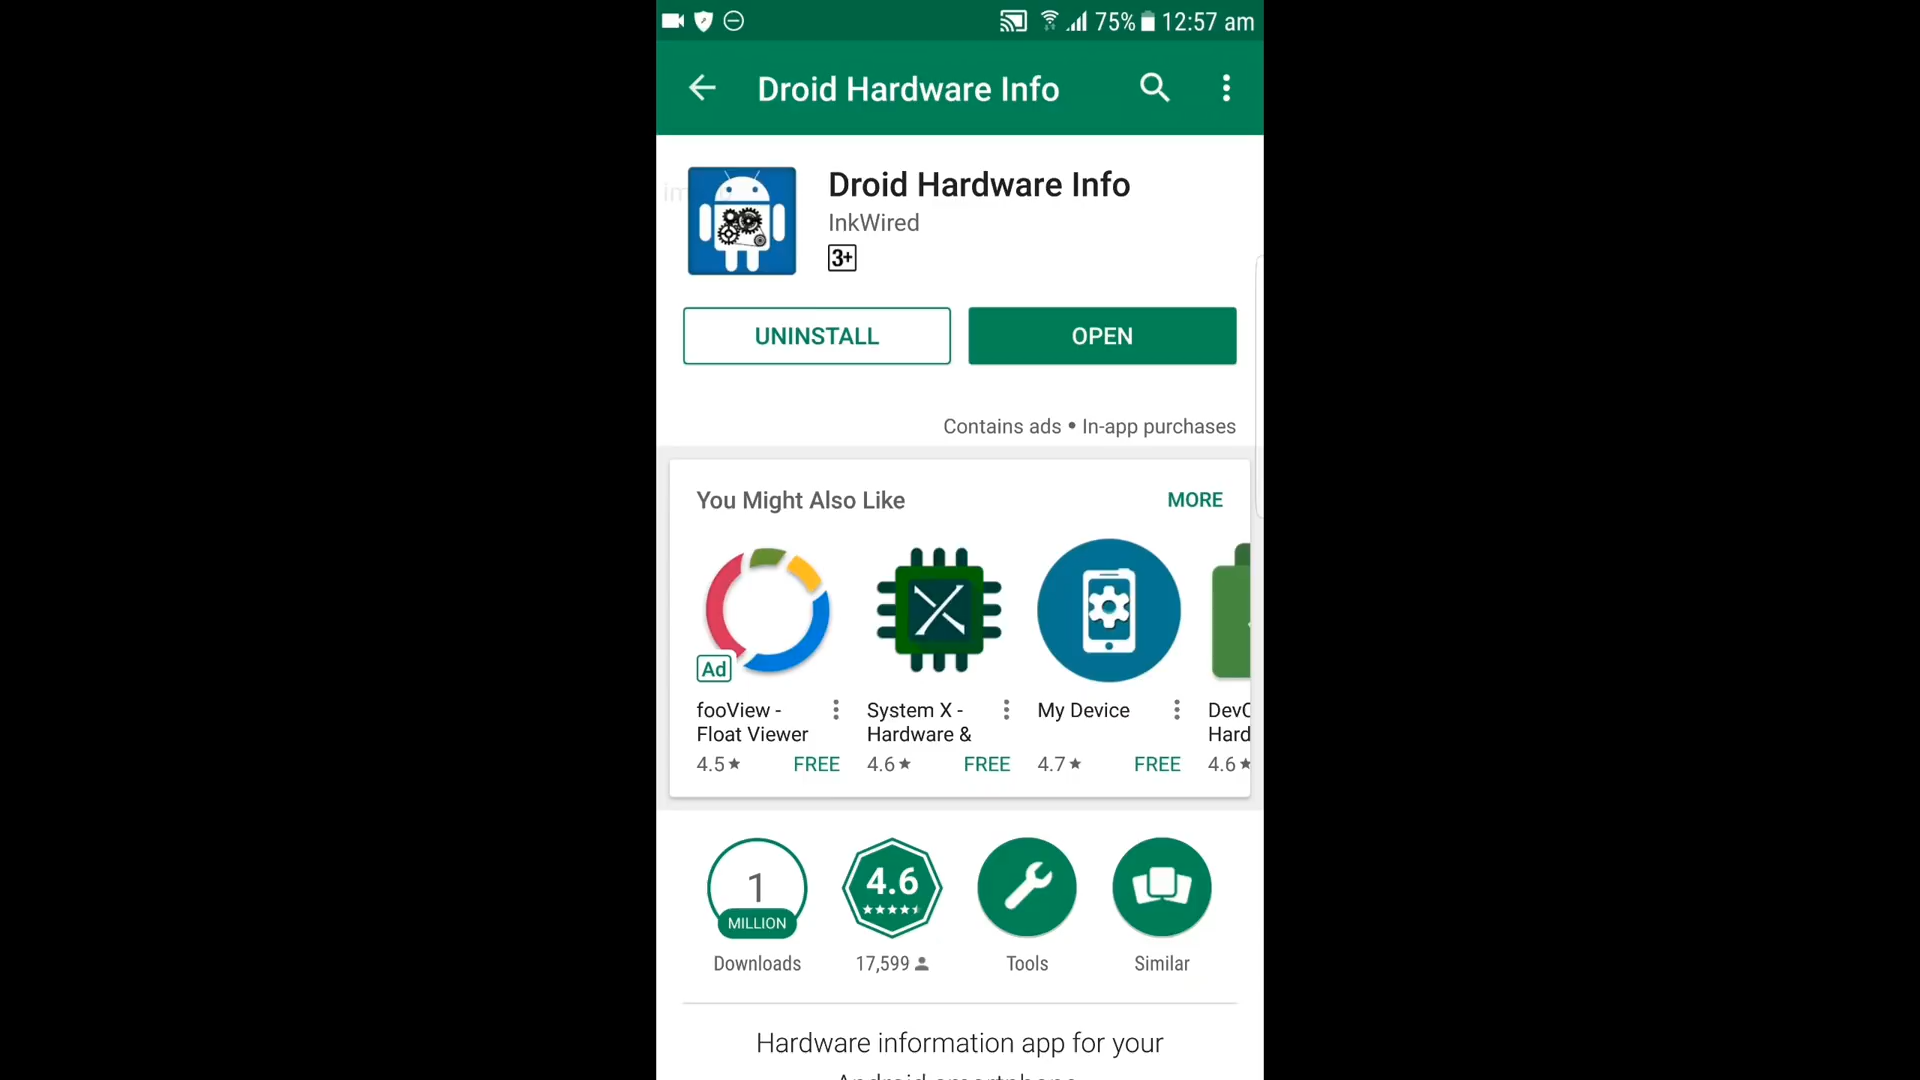 75% 12:57 am
Droid Hardware Info
Droid Hardware Info
InkWired
3+
UNINSTALL OPEN
Contains ads • In-app purchases
You Might Also Like MORE
Ad
fooView - System X - My Device
Float Viewer Hardware &
4.5★ FREE 4.6★ FREE 4.7★ FREE 4.6★
1 4.6
MILLION
Downloads 17,599 Tools Similar
Hardware information app for your
Android smartphone